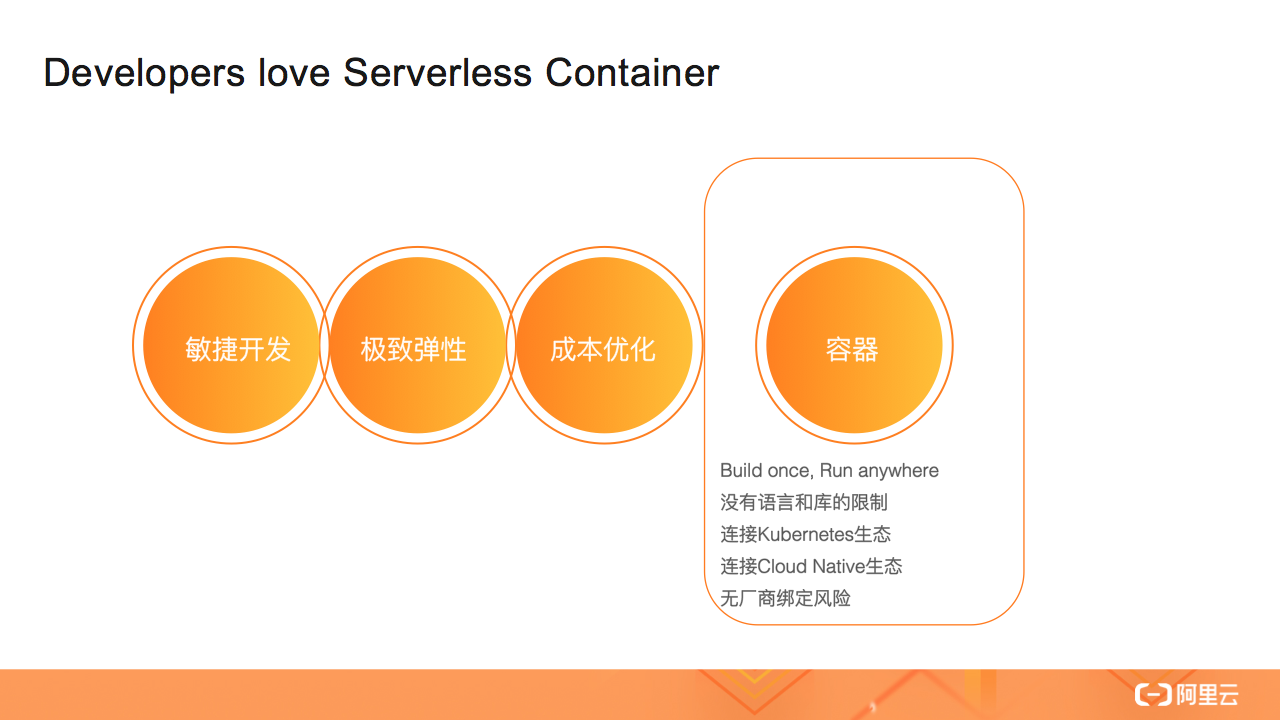 Developers love Serverless Container
敏捷开发
极致弹性
成本优化
容器
Build once, Run anywhere
没有语言和库的限制
连接Kubernetes生态
连接Cloud Native生态
无厂商绑定风险
阿里云